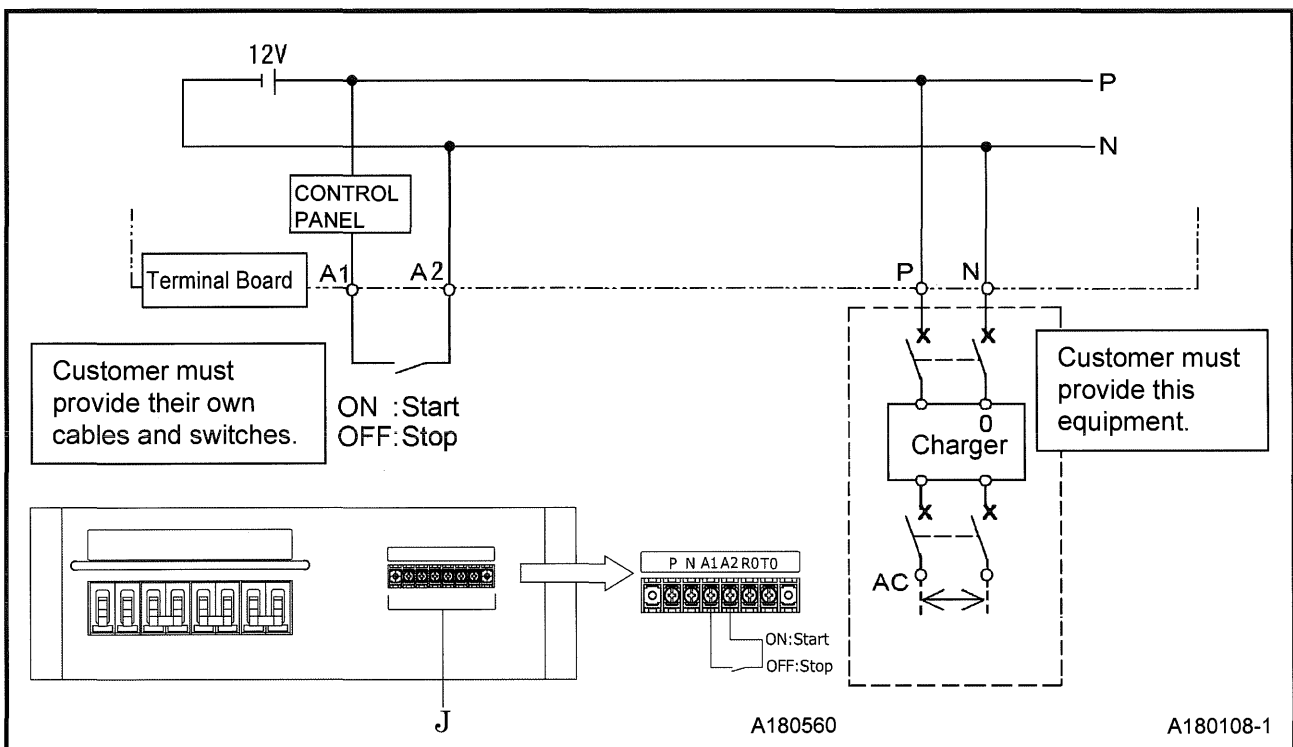 12V
P
N
CONTROL
PANEL
Terminal Board
A1
A2
P
N
Customer must
provide their own
cables and switches.
ON :Start
OFF:Stop
X
X
O
Charger
Customer must
provide this
equipment.
X
X
AC
P N A1 A2 R0 T0
ON:Start
OFF:Stop
J
A180560
A180108-1